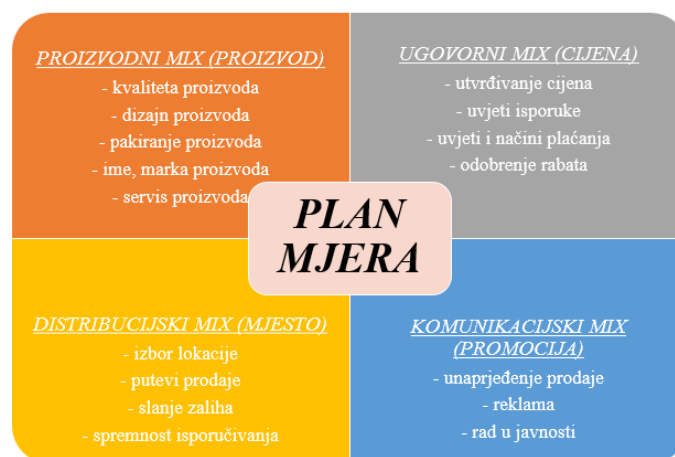 PROIZVODNI MIX (PROIZVOD)
- kvaliteta proizvoda
- dizajn proizvoda
- pakiranje proizvoda
- ime, marka proizvoda
- servis proizvoda
UGOVORNI MIX (CIJENA)
- utvrđivanje cijena
- uvjeti isporuke
- uvjeti i načini plaćanja
- odobrenje rabata
PLAN
MJERA
DISTRIBUCIJSKI MIX (MJESTO)
- izbor lokacije
- putevi prodaje
- slanje zaliha
- spremnost isporučivanja
KOMUNIKACIJSKI MIX
(PROMOCIJA)
- unaprjeđenje prodaje
- reklama
- rad u javnosti